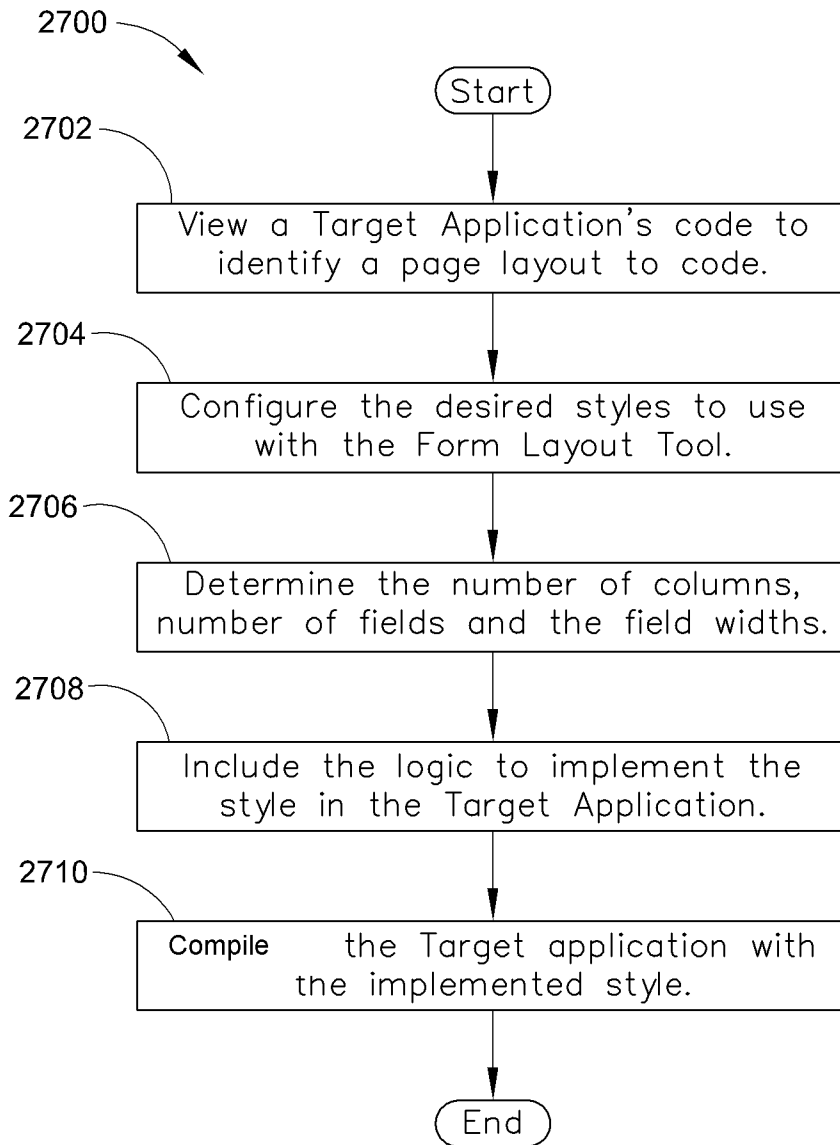 2700
Start
2702
View a Target Application's code to
identify a page layout to code.
2704
Configure the desired styles to use
with the Form Layout Tool.
2706
Determine the number of columns,
number of fields and the field widths.
2708
Include the logic to implement the
style in the Target Application.
2710
Compile the Target application with
the implemented style.
End